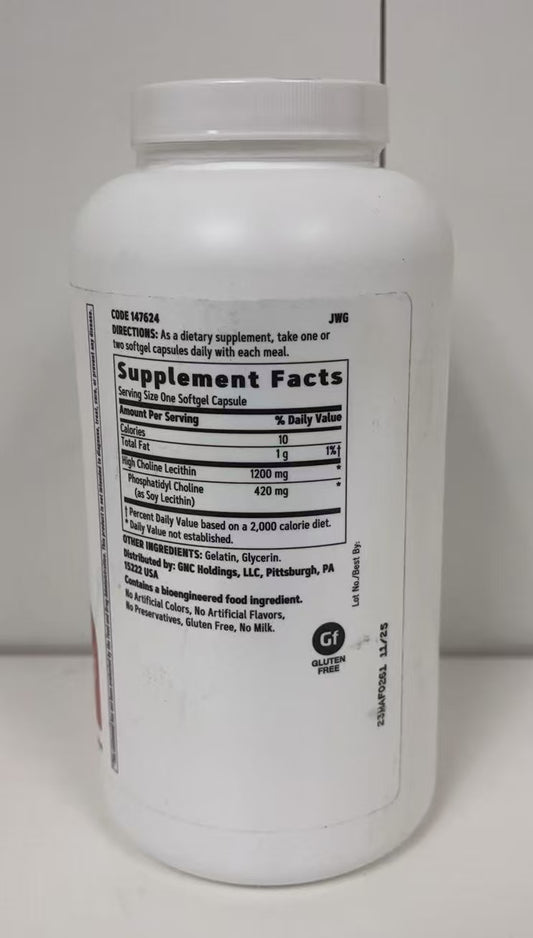 CODE 147624 JWG
DIRECTIONS: As a dietary supplement, take one or
two softgel capsules daily with each meal.
Supplement Facts
Serving Size One Softgel Capsule
Amount Per Serving % Daily Value
Calories 10
Total Fat 1 g 1%†
High Choline Lecithin 1200 mg *
Phosphatidyl Choline 420 mg *
(as Soy Lecithin)
† Percent Daily Value based on a 2,000 calorie diet.
* Daily Value not established.
OTHER INGREDIENTS: Gelatin, Glycerin.
Distributed by: GNC Holdings, LLC, Pittsburgh, PA
15222 USA
Contains a bioengineered food ingredient.
No Artificial Colors, No Artificial Flavors,
No Preservatives, Gluten Free, No Milk.
Gf
GLUTEN
FREE
Lot No./Best By:
23MAF0261 11/25